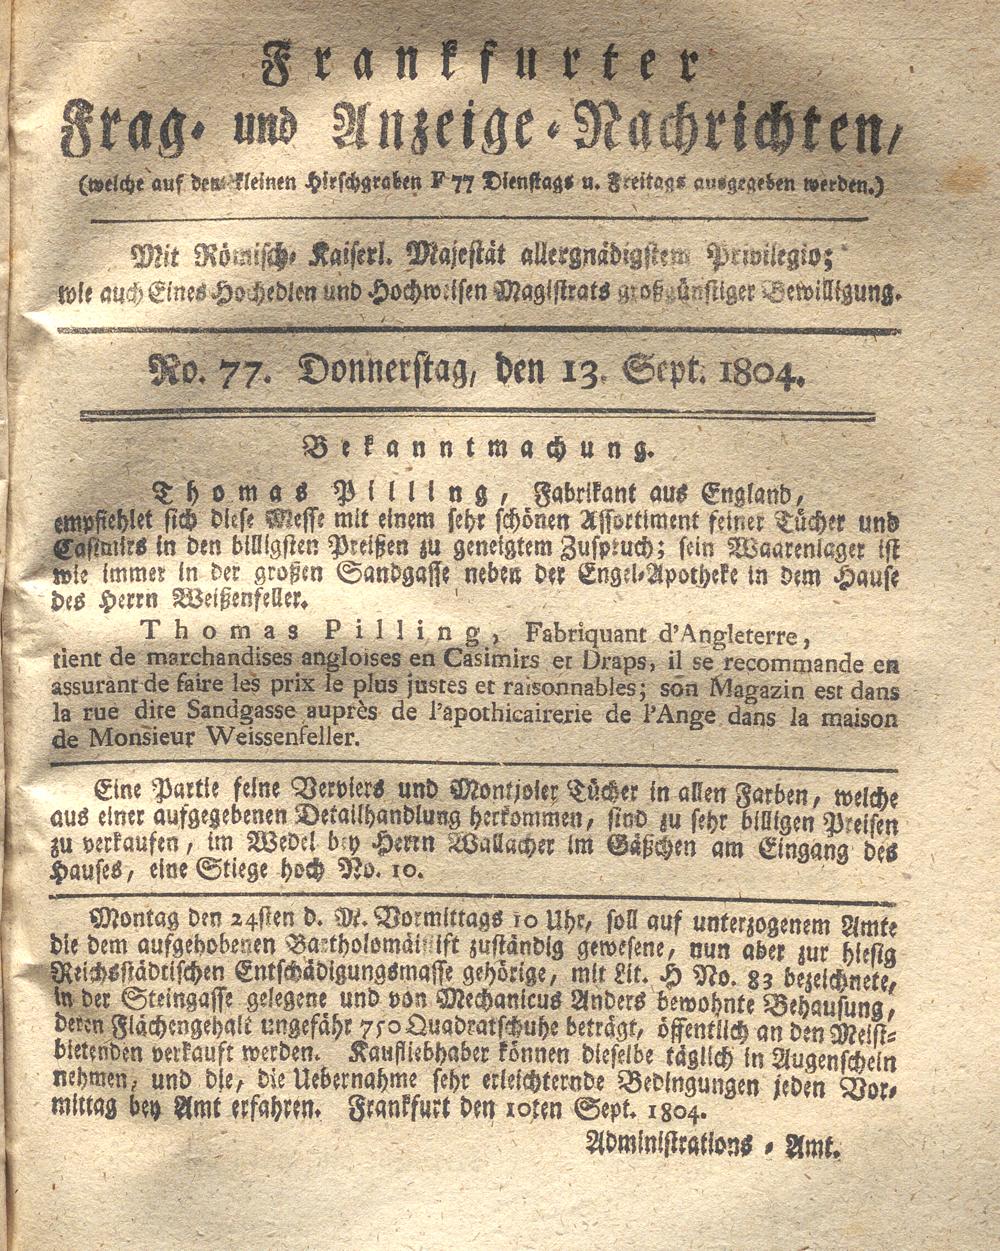 Frankfurter
Frag- und Anzeige-Nachrichten,
(welche auf dem kleinen Hirschgraben F 77 Dienstags u. Freitags ausgegeben werden.)
Mit Römisch- Kaiserl. Majestät allergnädigstem Privilegio;
wie auch Eines Hochedlen und Hochweisen Magistrats großgünstiger Bewilligung.
No. 77. Donnerstag, den 13. Sept. 1804.
Bekanntmachung.
Thomas Pilling, Fabrikant aus England,
empfiehlet sich diese Messe mit einem sehr schönen Assortiment feiner Tücher und
Casimirs in den billigsten Preißen zu geneigtem Zuspruch; sein Waarenlager ist
wie immer in der großen Sandgasse neben der Engel-Apotheke in dem Hause
des Herrn Weißenfeller.
Thomas Pilling, Fabriquant d'Angleterre,
tient de marchandises angloises en Casimirs et Draps, il se recommande en
assurant de faire les prix le plus justes et raisonnables; son Magazin est dans
la rue dite Sandgasse auprès de l'apothicairerie de l'Ange dans la maison
de Monsieur Weissenfeller.
Eine Partie feine Verviers und Montjoier Tücher in allen Farben, welche
aus einer aufgegebenen Detailhandlung herkommen, sind zu sehr billigen Preisen
zu verkaufen, im Wedel bey Herrn Wallacher im Gäßchen am Eingang des
Hauses, eine Stiege hoch No. 10.
Montag den 24sten d. M. Vormittags 10 Uhr, soll auf unterzogenem Amte
die dem aufgehobenen Bartholomäistift zuständig gewesene, nun aber zur hiesig
Reichsstädtischen Entschädigungsmasse gehörige, mit Lit. H No. 83 bezeichnete,
in der Steingasse gelegene und von Mechanicus Anders bewohnte Behausung,
deren Flächengehalt ungefähr 750 Quadratschuhe beträgt, öffentlich an den Meist-
bietenden verkauft werden. Kaufliebhaber können dieselbe täglich in Augenschein
nehmen, und die, die Uebernahme sehr erleichternde Bedingungen jeden Vor-
mittag bey Amt erfahren. Frankfurt den 10ten Sept. 1804.
Administrations - Amt.